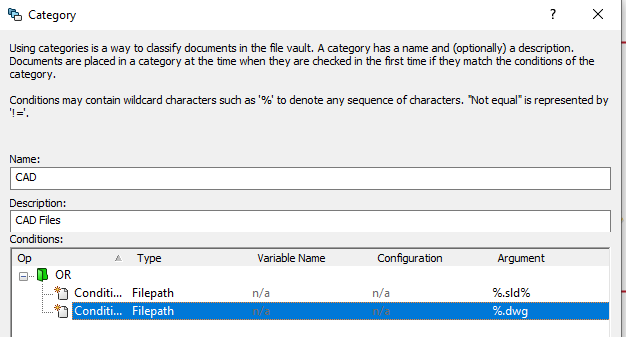 Category
?
Using categories is a way to classify documents in the file vault. A category has a name and (optionally) a description.
Documents are placed in a category at the time when they are checked in the first time if they match the conditions of the
category.
Conditions may contain wildcard characters such as '%' to denote any sequence of characters. "Not equal" is represented by
'!='.
Name:
CAD
Description:
CAD Files
Conditions:
Op Type Variable Name Configuration Argument
OR
Conditi... Filepath n/a n/a %.sld%
Conditi... Filepath n/a n/a %.dwg